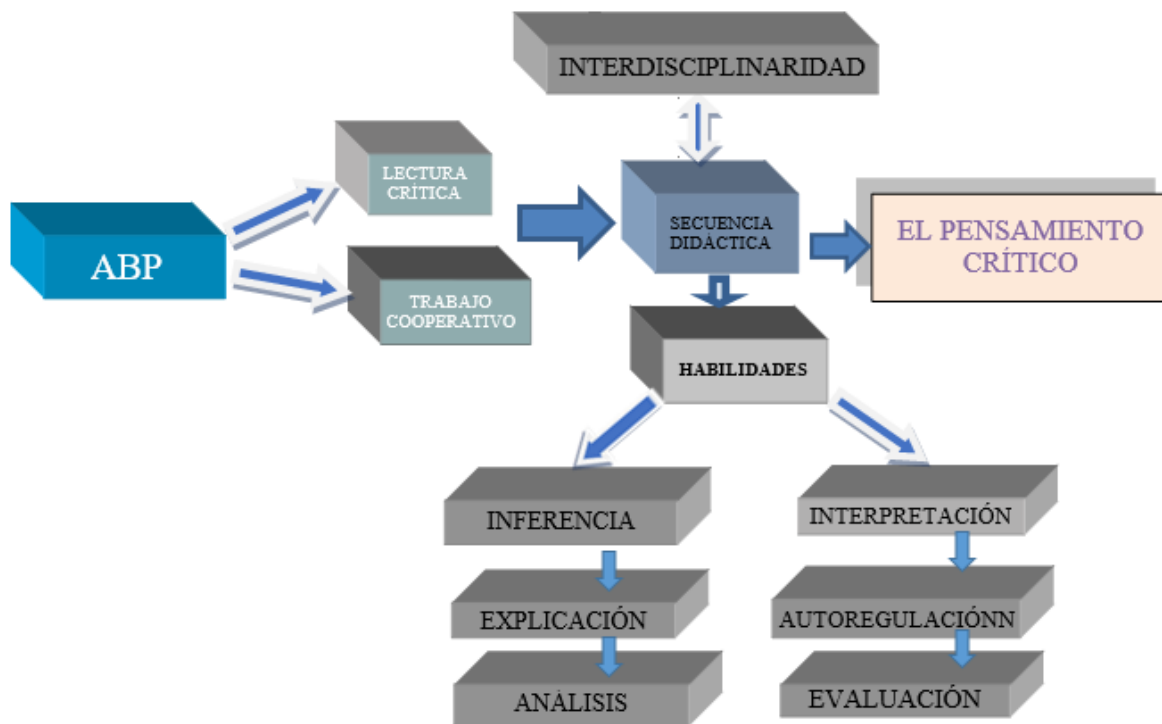 INTERDISCIPLINARIDAD
LECTURA
CRÍTICA
ABP
TRABAJO
COOPERATIVO
SECUENCIA
DIDÁCTICA
EL PENSAMIENTO
CRÍTICO
HABILIDADES
INFERENCIA
EXPLICACIÓN
ANÁLISIS
INTERPRETACIÓN
AUTOREGULACIÓNN
EVALUACIÓN